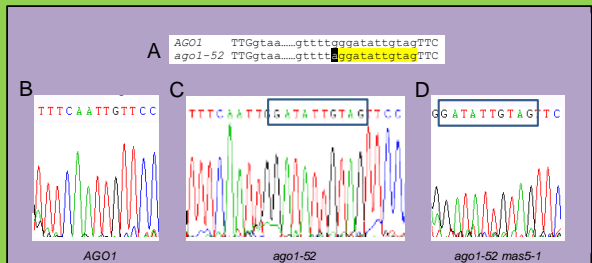 A
AGO1 TTGgtaa……gttttgggatattgtagTTC
ago1-52 TTGgtaa……gttttaggatattgtagTTC
B C D
TTTCAATTGTTCC TTTCAATTGGATATTGTAGTTCC GGATATTGTAGTTC
AGO1 ago1-52 ago1-52 mas5-1